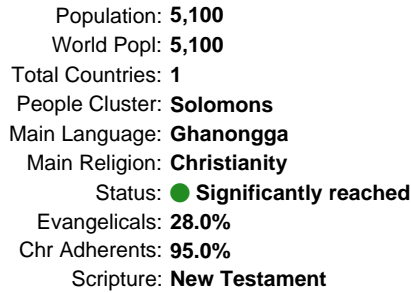 Population: 5,100
World Popl: 5,100
Total Countries: 1
People Cluster: Solomons
Main Language: Ghanongga
Main Religion: Christianity
Status: Significantly reached
Evangelicals: 28.0%
Chr Adherents: 95.0%
Scripture: New Testament